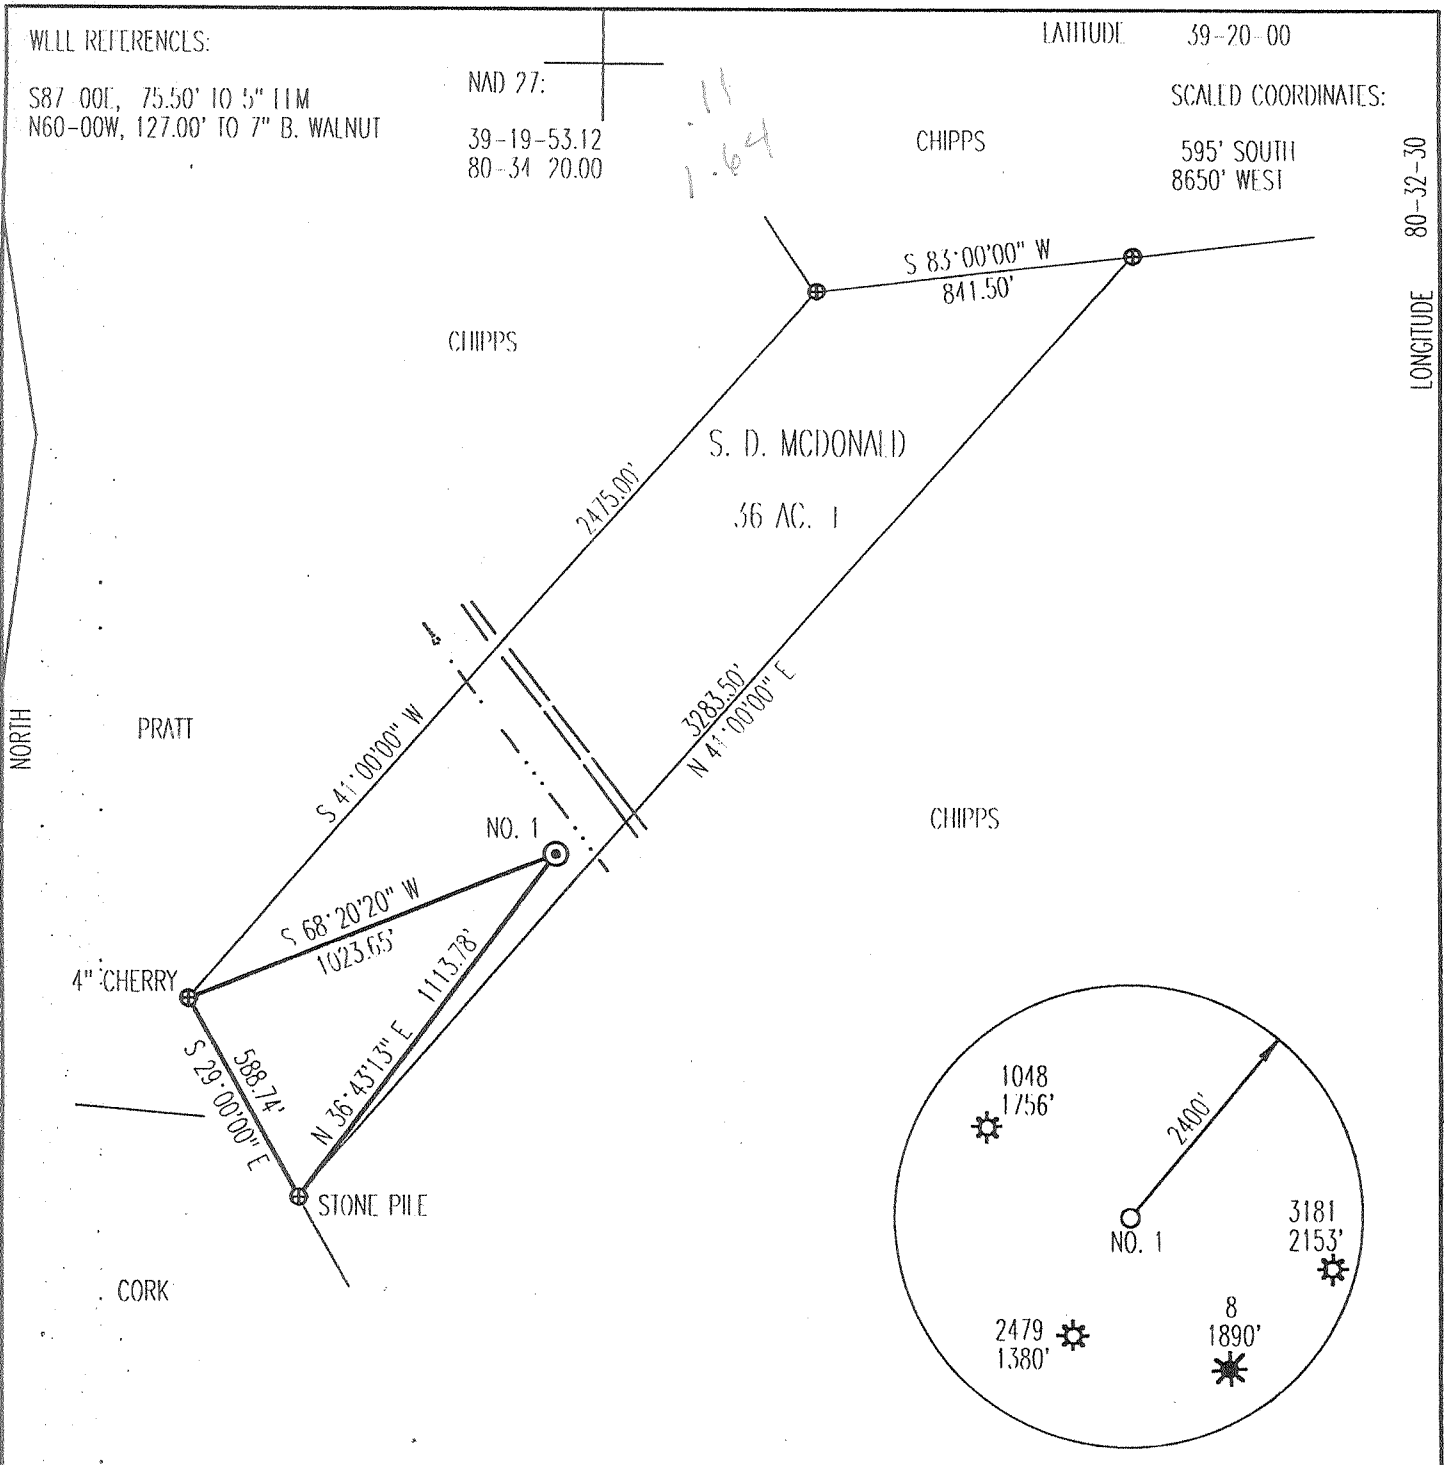 WELL REFERENCES:
S87-00E, 75.50' TO 5" ELM
N60-00W, 127.00' TO 7" B. WALNUT
NAD 27:
39-19-53.12
80-34-20.00
.11
1.64
LATITUDE 39-20-00
SCALED COORDINATES:
595' SOUTH
8650' WEST
LONGITUDE 80-32-30
CHIPPS
S 83°00'00" W
841.50'
CHIPPS
S. D. MCDONALD
36 AC. ±
2475.00'
S 41°00'00" W
3283.50'
N 41°00'00" E
NORTH
PRATT
CHIPPS
NO. 1
S 68°20'20" W
1023.65'
4" CHERRY
1113.78'
N 36°43'13" E
588.74'
S 29°00'00" E
STONE PILE
CORK
1048
1756'
2400'
NO. 1
3181
2153'
2479
1380'
8
1890'